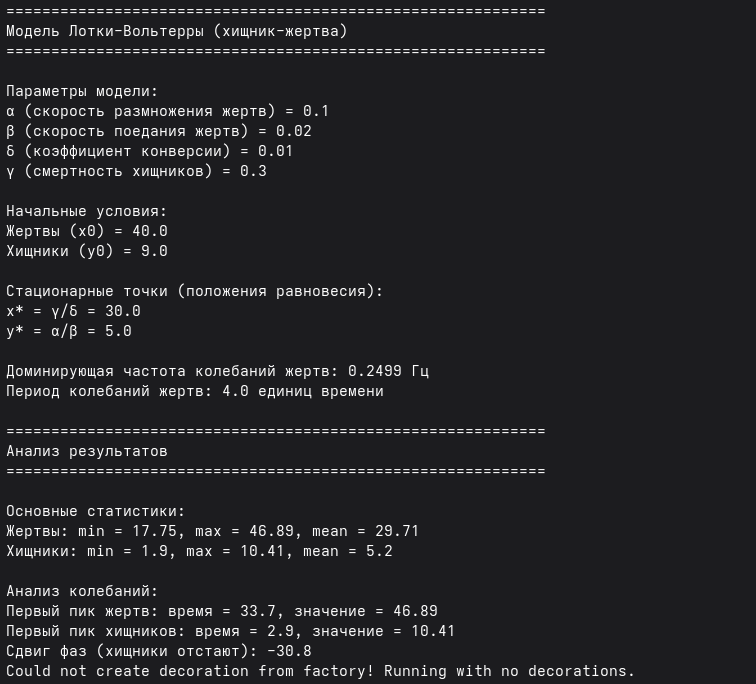 ============================================================
Модель Лотки-Вольтерры (хищник-жертва)
============================================================
Параметры модели:
α (скорость размножения жертв) = 0.1
β (скорость поедания жертв) = 0.02
δ (коэффициент конверсии) = 0.01
γ (смертность хищников) = 0.3
Начальные условия:
Жертвы (x0) = 40.0
Хищники (y0) = 9.0
Стационарные точки (положения равновесия):
x* = γ/δ = 30.0
y* = α/β = 5.0
Доминирующая частота колебаний жертв: 0.2499 Гц
Период колебаний жертв: 4.0 единиц времени
============================================================
Анализ результатов
============================================================
Основные статистики:
Жертвы: min = 17.75, max = 46.89, mean = 29.71
Хищники: min = 1.9, max = 10.41, mean = 5.2
Анализ колебаний:
Первый пик жертв: время = 33.7, значение = 46.89
Первый пик хищников: время = 2.9, значение = 10.41
Сдвиг фаз (хищники отстают): -30.8
Could not create decoration from factory! Running with no decorations.